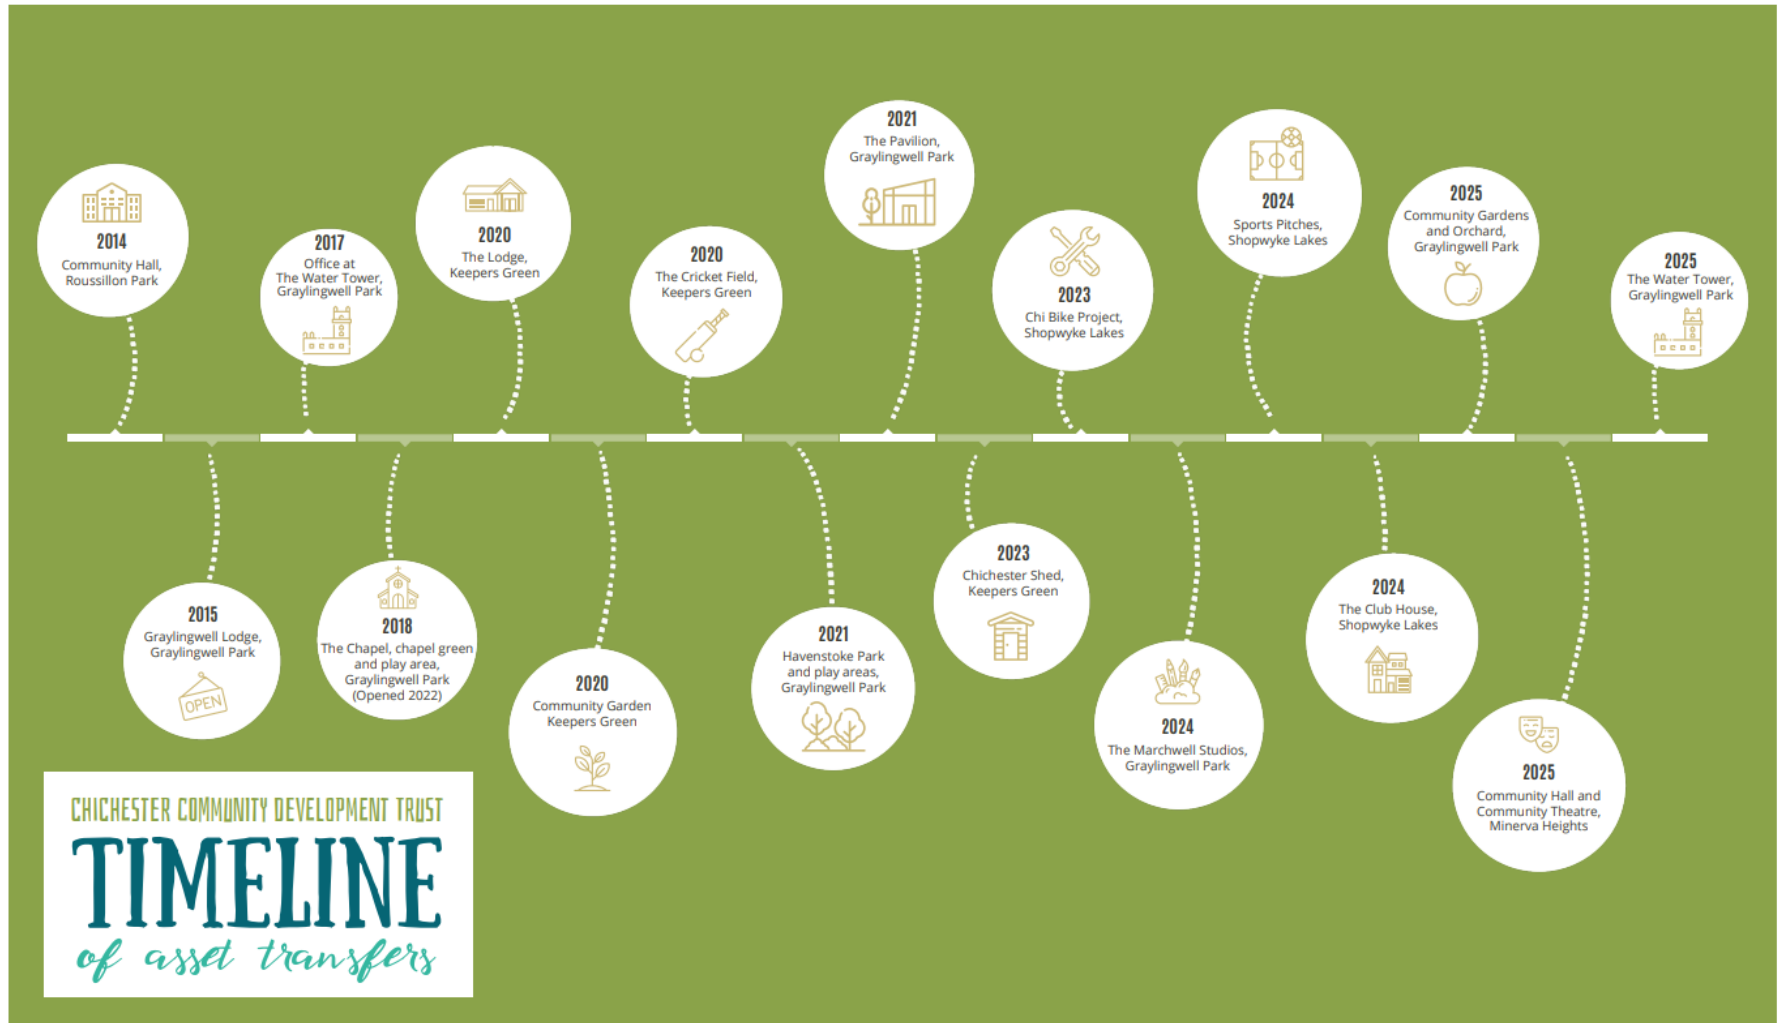 2014
Community Hall,
Roussillon Park
2015
Graylingwell Lodge,
Graylingwell Park
OPEN
2017
Office at
The Water Tower,
Graylingwell Park
2018
The Chapel, chapel green
and play area,
Graylingwell Park
(Opened 2022)
2020
The Lodge,
Keepers Green
2020
Community Garden
Keepers Green
2020
The Cricket Field,
Keepers Green
2021
Havenstoke Park
and play areas,
Graylingwell Park
2021
The Pavilion,
Graylingwell Park
2023
Chichester Shed,
Keepers Green
2023
Chi Bike Project,
Shopwyke Lakes
2024
The Marchwell Studios,
Graylingwell Park
2024
Sports Pitches,
Shopwyke Lakes
2024
The Club House,
Shopwyke Lakes
2025
Community Gardens
and Orchard,
Graylingwell Park
2025
Community Hall and
Community Theatre,
Minerva Heights
2025
The Water Tower,
Graylingwell Park
CHICHESTER COMMUNITY DEVELOPMENT TRUST
TIMELINE
of asset transfers